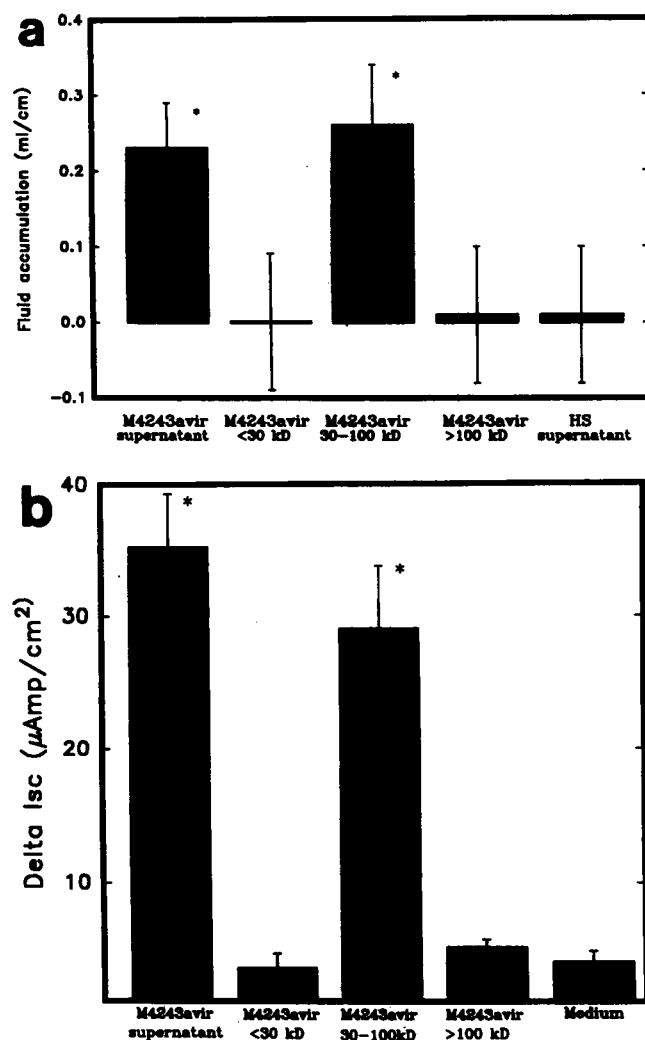 a
Fluid accumulation (ml/cm)
0.4
0.3
0.2
0.1
0.0
−0.1
*
*
M4243avir supernatant
M4243avir <30 kD
M4243avir 30−100 kD
M4243avir >100 kD
HS supernatant
b
Delta Isc (μAmp/cm²)
40
30
20
10
*
*
M4243avir supernatant
M4243avir <30 kD
M4243avir 30−100kD
M4243avir >100 kD
Medium